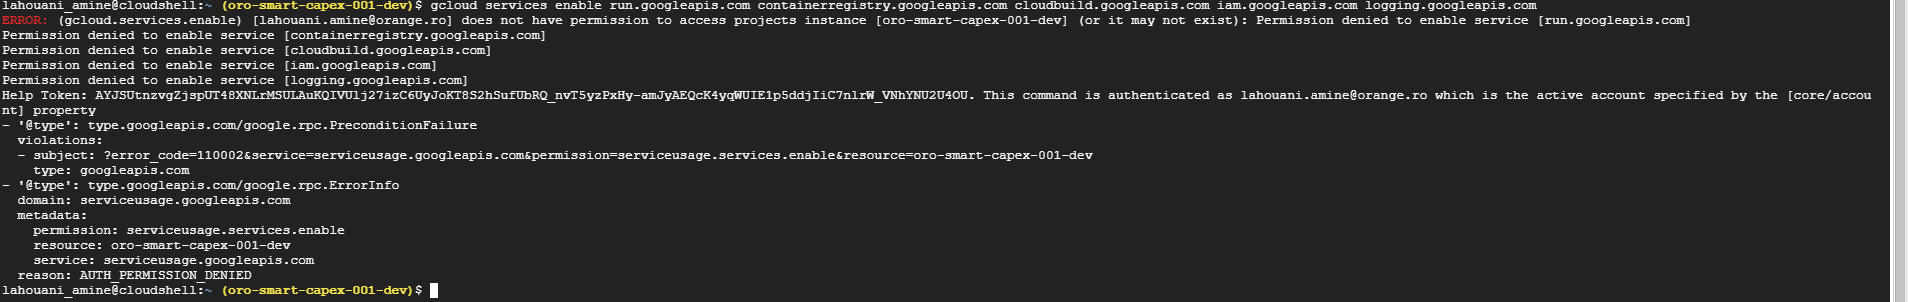 lahouani_amine@cloudshell:~ (oro-smart-capex-001-dev)$ gcloud services enable run.googleapis.com containerregistry.googleapis.com cloudbuild.googleapis.com iam.googleapis.com logging.googleapis.com
ERROR: (gcloud.services.enable) [lahouani.amine@orange.ro] does not have permission to access projects instance [oro-smart-capex-001-dev] (or it may not exist): Permission denied to enable service [run.googleapis.com]
Permission denied to enable service [containerregistry.googleapis.com]
Permission denied to enable service [cloudbuild.googleapis.com]
Permission denied to enable service [iam.googleapis.com]
Permission denied to enable service [logging.googleapis.com]
Help Token: AYJSUtnzvgZjspUT48XNLrMSULAuKQIVUlj27izC6UyJoKT8S2hSufUbRQ_nvT5yzPxHy-amJyAEQcK4yqWUIE1p5ddjIiC7nlrW_VNhYNU2U4OU. This command is authenticated as lahouani.amine@orange.ro which is the active account specified by the [core/accou
nt] property
- '@type': type.googleapis.com/google.rpc.PreconditionFailure
  violations:
  - subject: ?error_code=110002&service=serviceusage.googleapis.com&permission=serviceusage.services.enable&resource=oro-smart-capex-001-dev
    type: googleapis.com
- '@type': type.googleapis.com/google.rpc.ErrorInfo
  domain: serviceusage.googleapis.com
  metadata:
    permission: serviceusage.services.enable
    resource: oro-smart-capex-001-dev
    service: serviceusage.googleapis.com
  reason: AUTH_PERMISSION_DENIED
lahouani_amine@cloudshell:~ (oro-smart-capex-001-dev)$